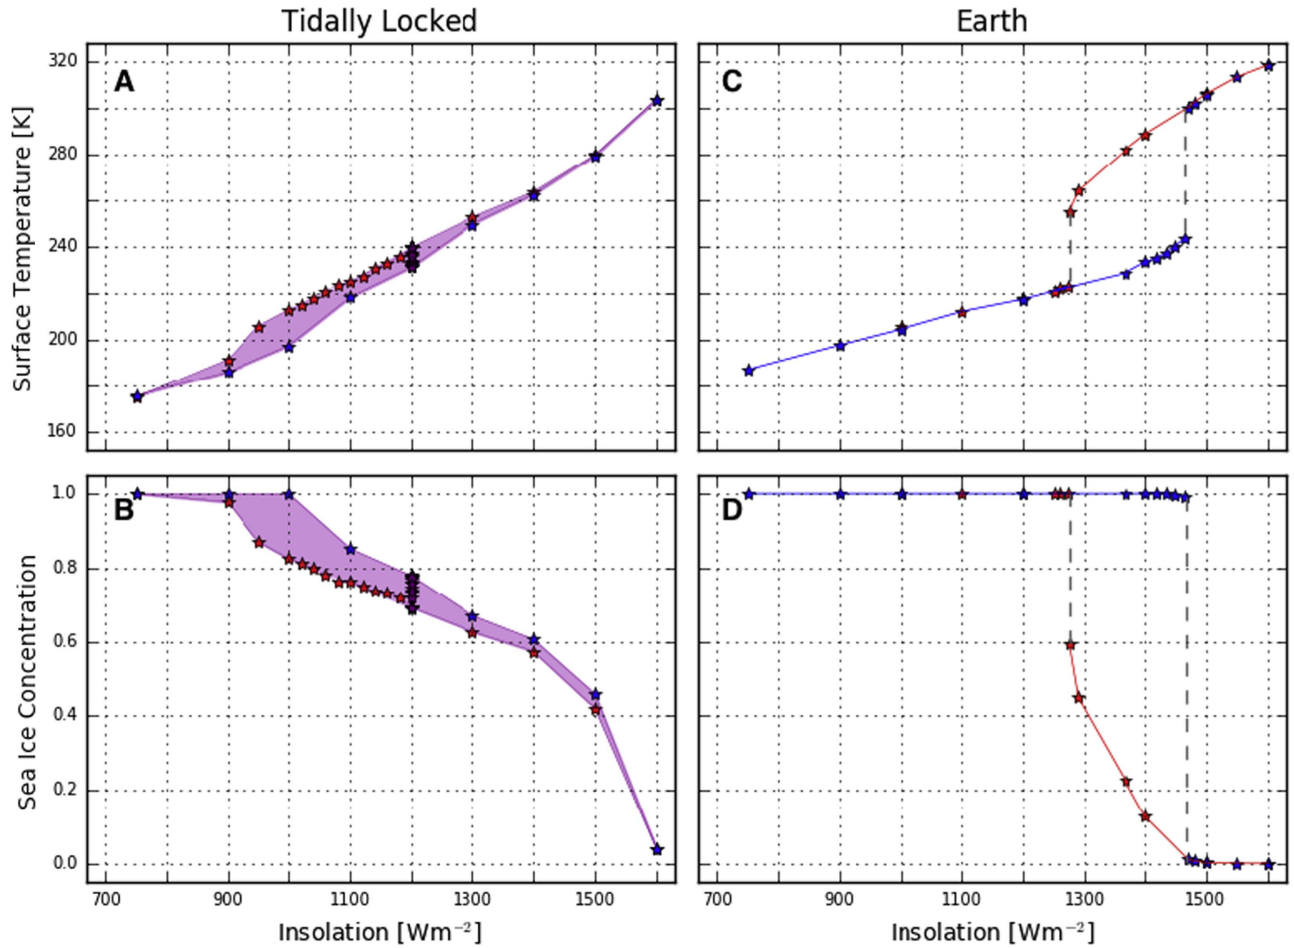 Tidally Locked
Earth
A
C
320
280
240
200
160
Surface Temperature [K]
B
D
1.0
0.8
0.6
0.4
0.2
0.0
Sea Ice Concentration
700 900 1100 1300 1500
700 900 1100 1300 1500
Insolation [Wm⁻²]
Insolation [Wm⁻²]